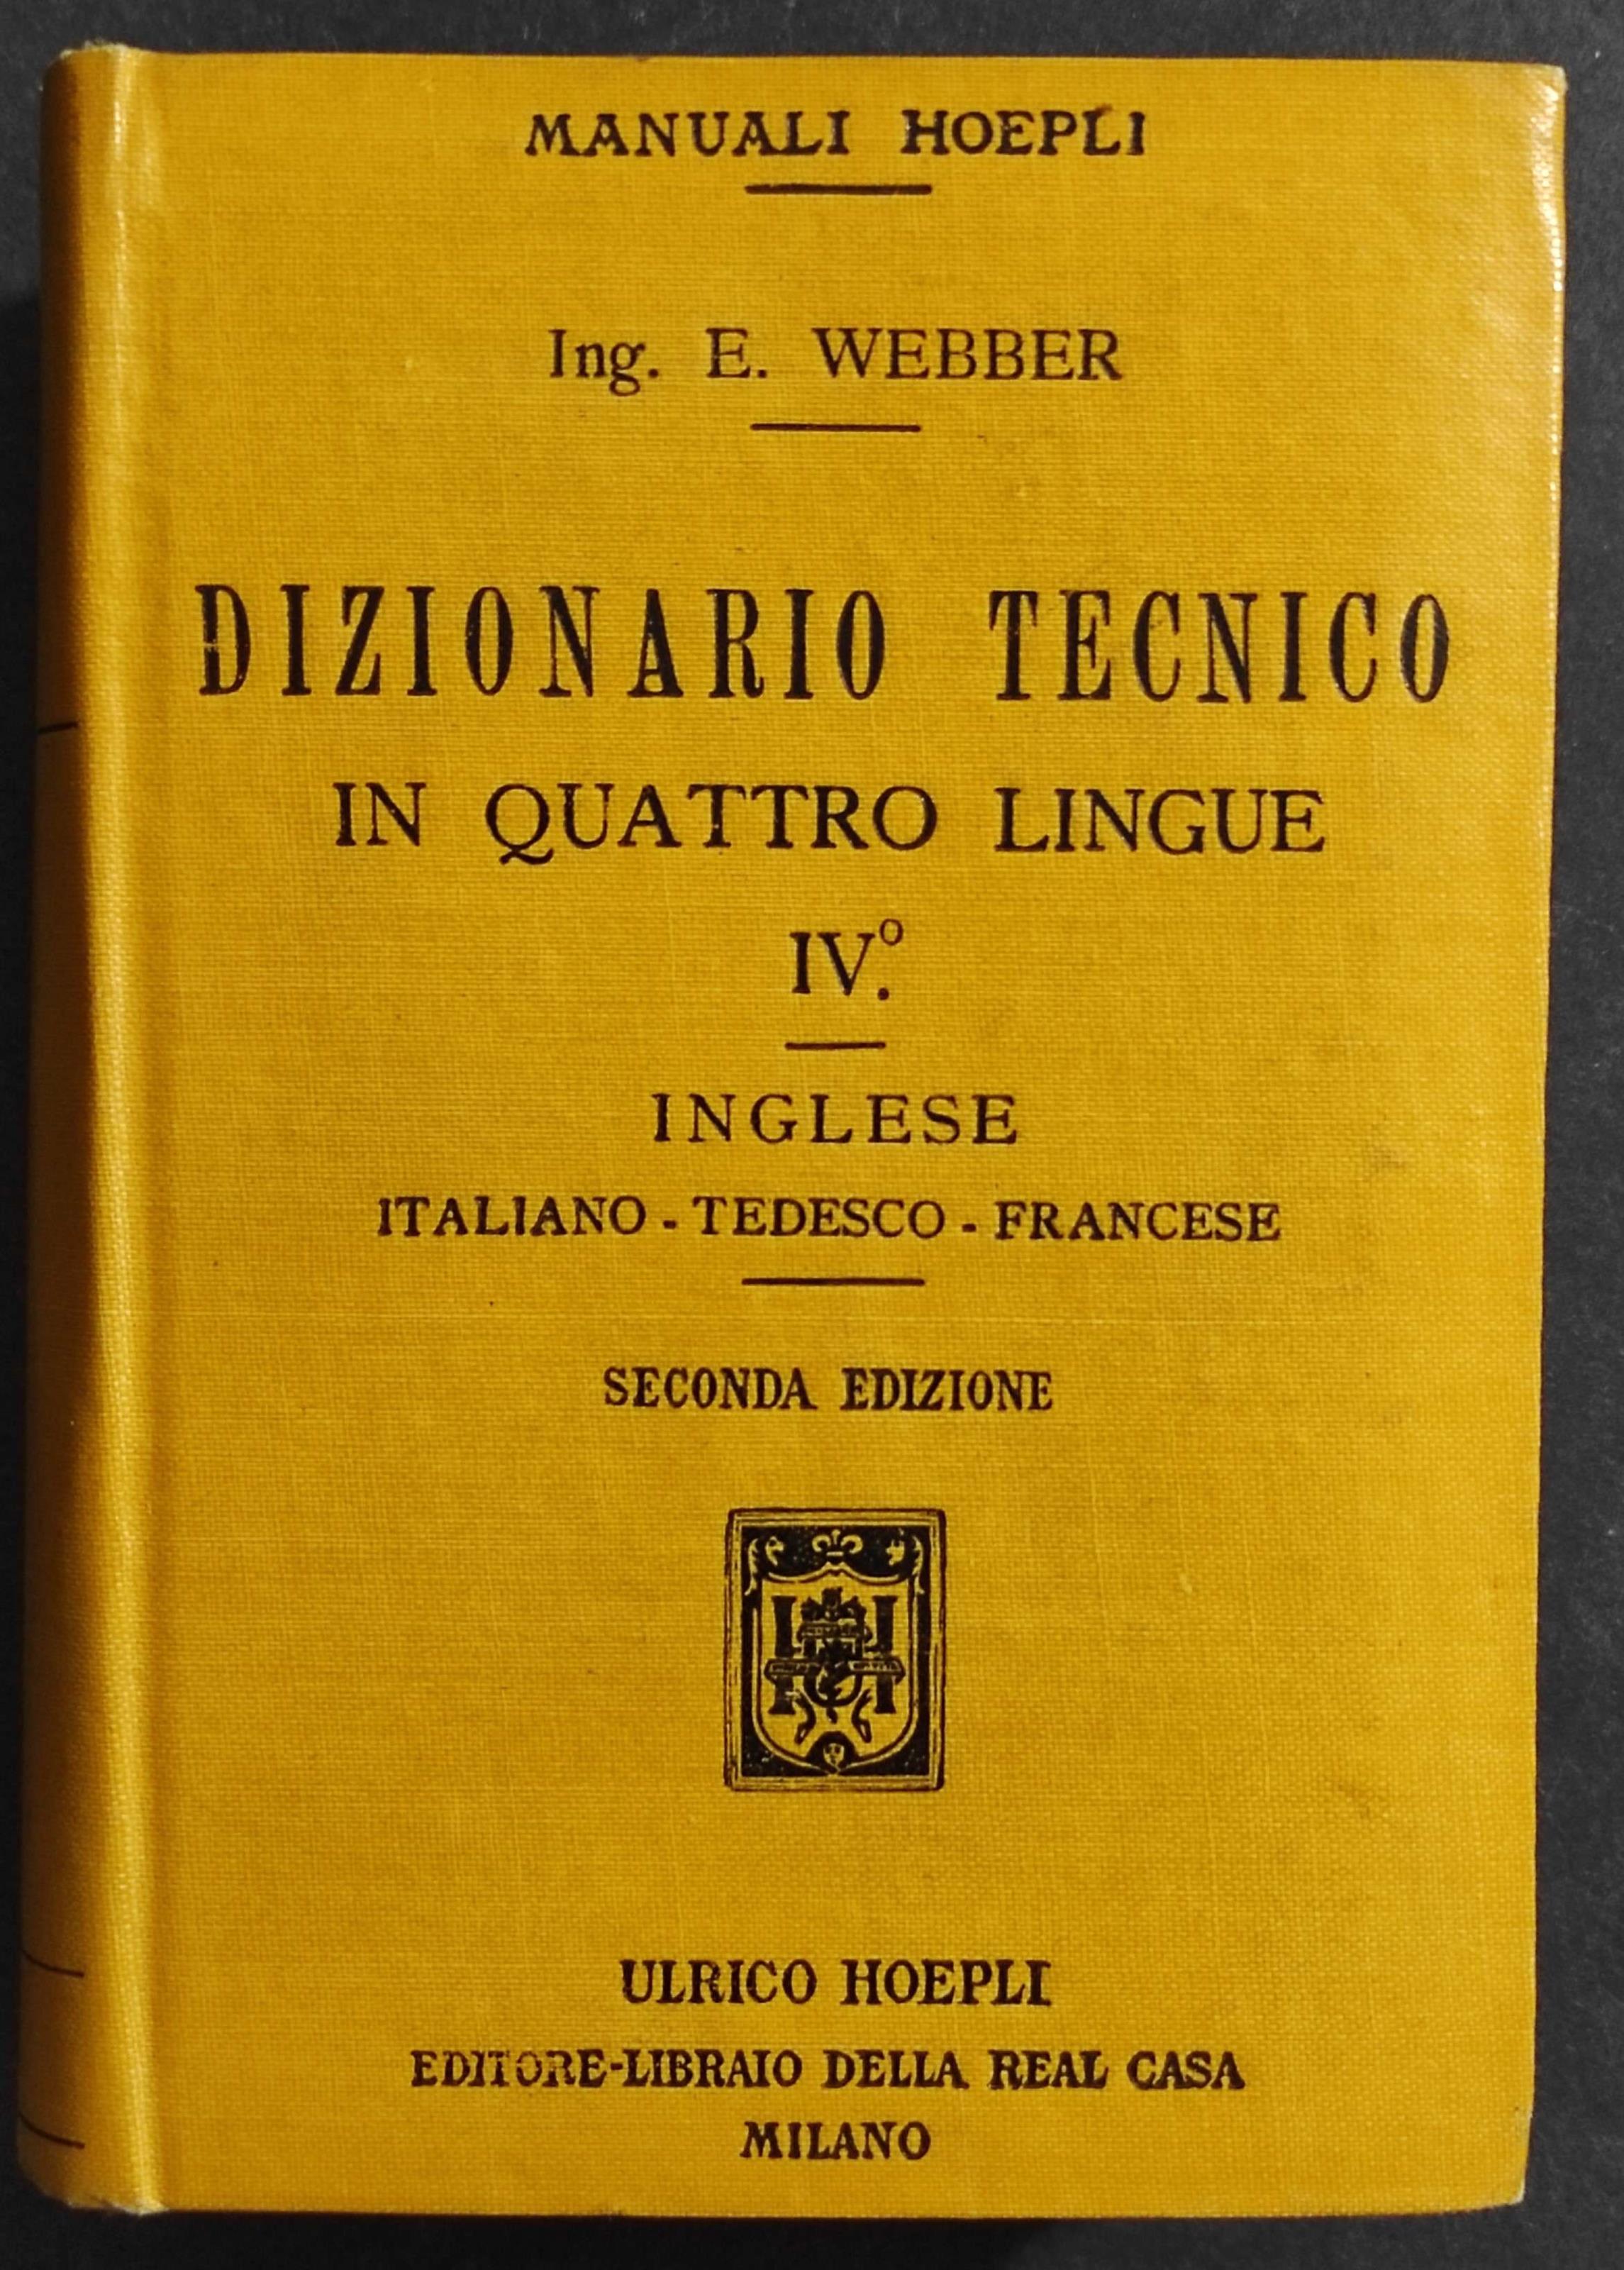 MANUALI HOEPLI
Ing. E. WEBBER
DIZIONARIO TECNICO
IN QUATTRO LINGUE
IV.º
INGLESE
ITALIANO - TEDESCO - FRANCESE
SECONDA EDIZIONE
ULRICO HOEPLI
EDITORE-LIBRAIO DELLA REAL CASA
MILANO